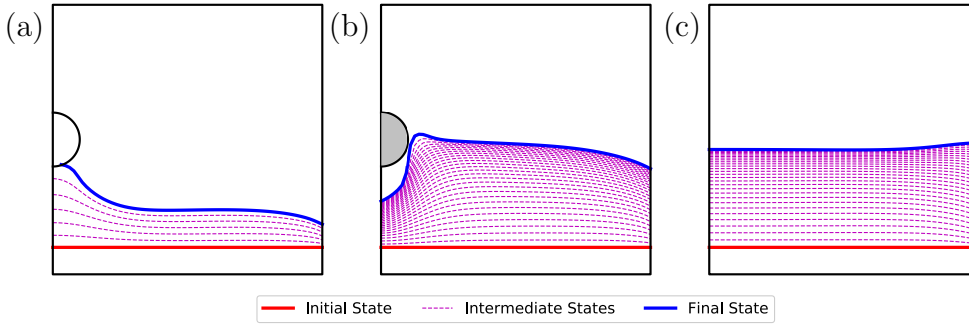 (a) (b) (c)
Initial State Intermediate States Final State